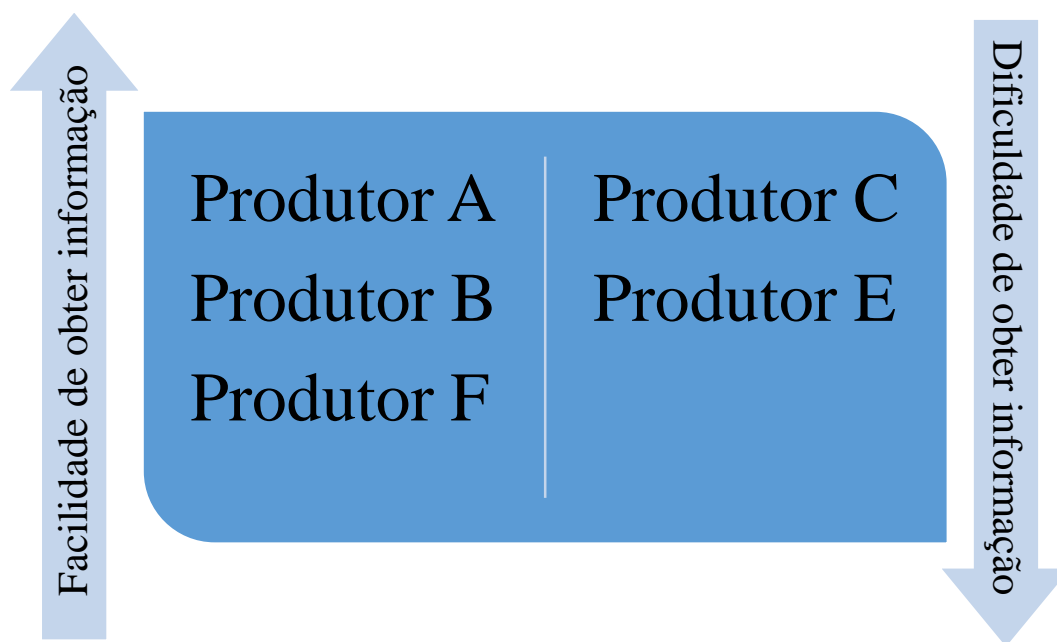 Facilidade de obter informação
Produtor A
Produtor B
Produtor F
Produtor C
Produtor E
Dificuldade de obter informação